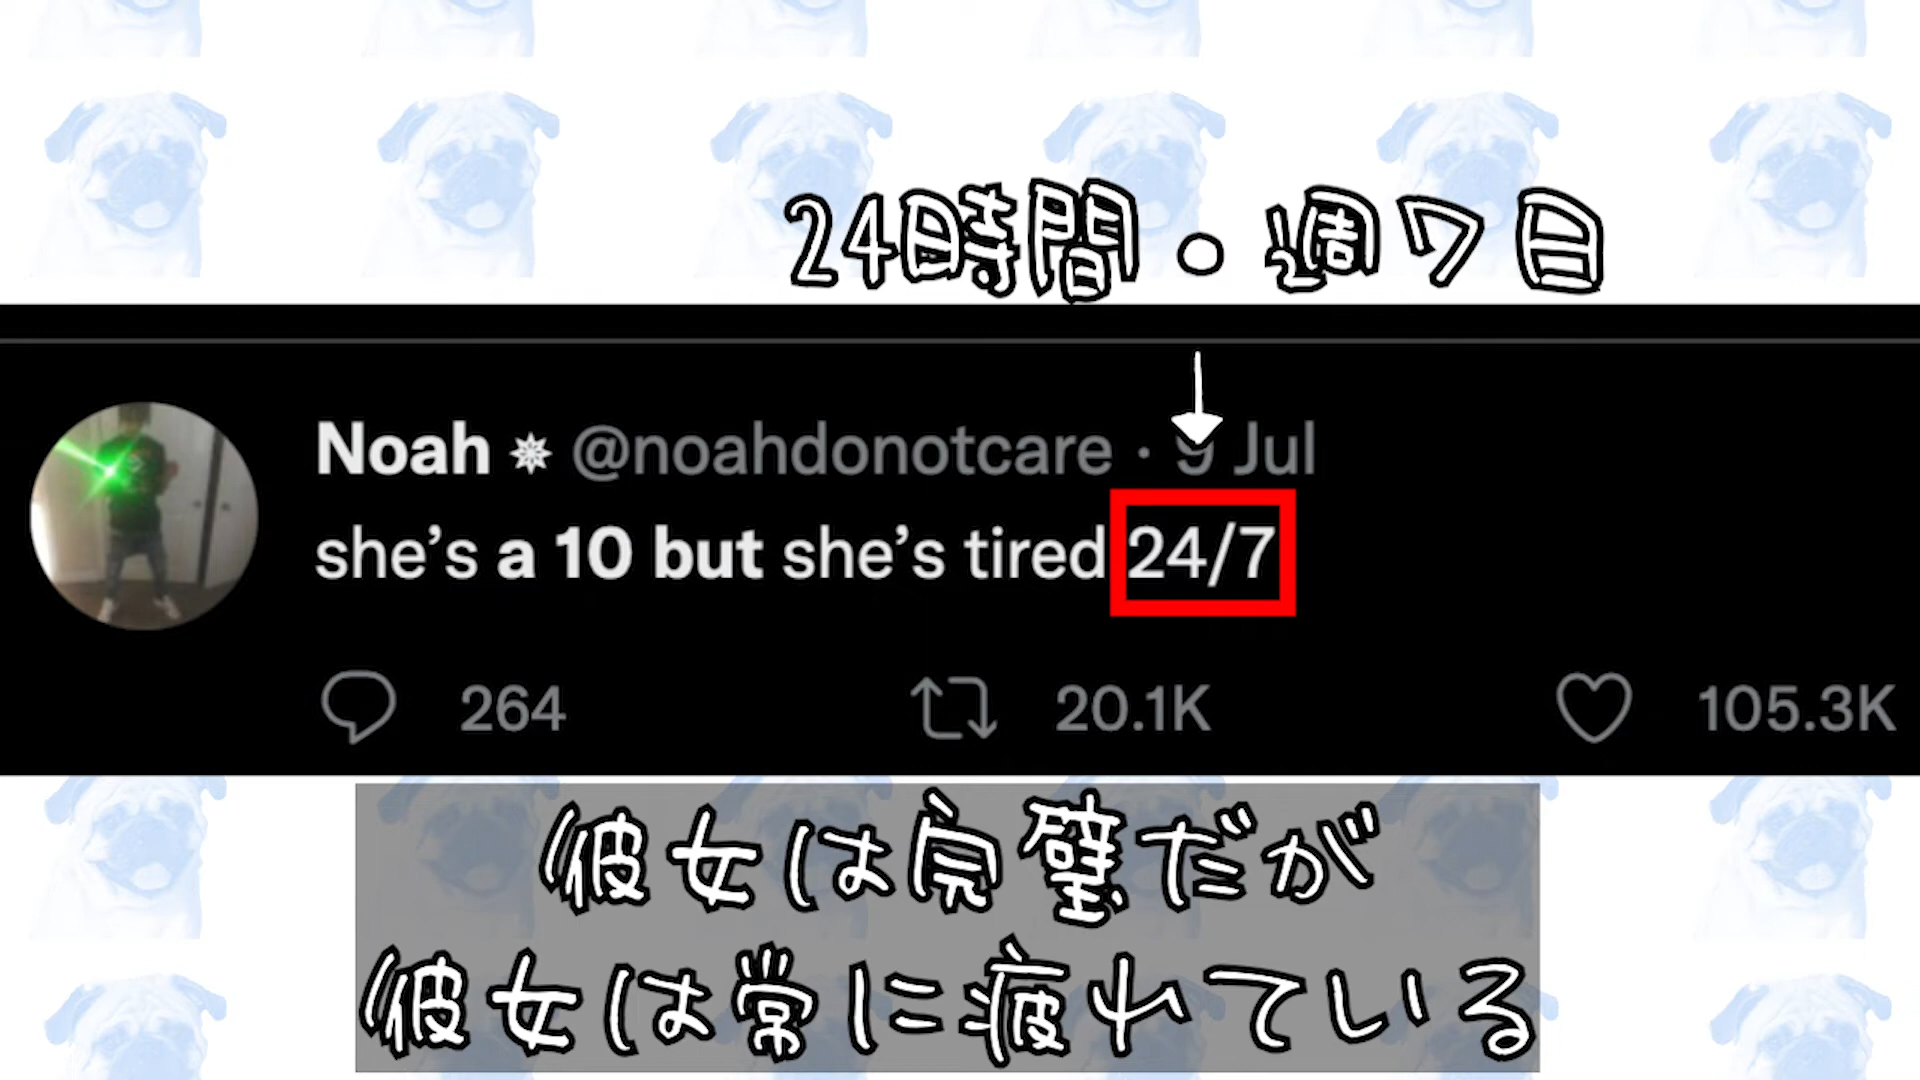 24時間・週7日
Noah ✵ @noahdonotcare · 9 Jul
she’s a 10 but she’s tired 24/7
264 20.1K 105.3K
彼女は完璧だが
彼女は常に疲れている